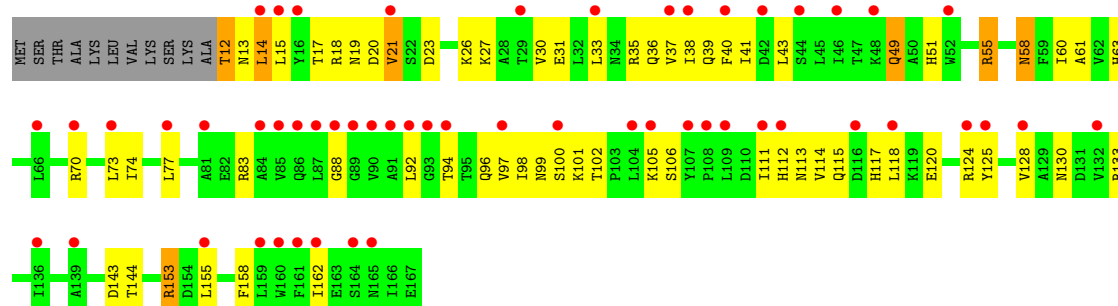 MET SER THR ALA LYS LEU VAL LYS SER LYS ALA T12 N13 L14 L15 Y16 T17 R18 N19 D20 V21 S22 D23 K26 K27 A28 T29 V30 E31 L32 L33 N34 R35 Q36 V37 I38 Q39 F40 I41 D42 L43 S44 L45 I46 T47 K48 Q49 A50 H51 W52 R55 N58 F59 I60 A61 V62 H63
L66 R70 L73 I74 L77 A81 E82 R83 A84 V85 Q86 L87 G88 G89 V90 A91 L92 G93 T94 T95 Q96 V97 I98 N99 S100 K101 T102 P103 L104 K105 S106 Y107 P108 L109 D110 I111 H112 N113 V114 Q115 D116 H117 L118 K119 E120 R124 Y125 V128 A129 N130 D131 V132 R133
I136 A139 D143 T144 R153 D154 L155 F158 L159 W160 F161 I162 E163 S164 N165 I166 E167